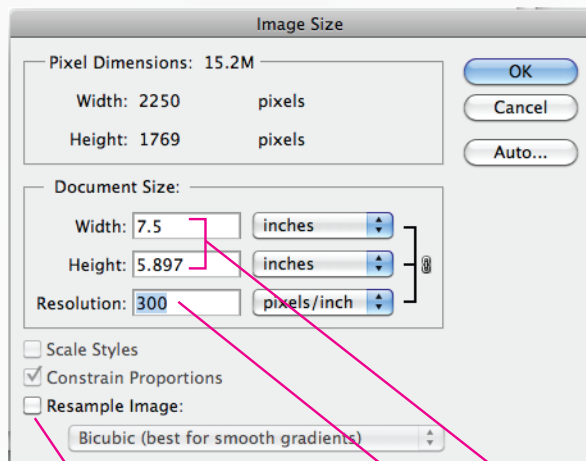 Image Size
Pixel Dimensions: 15.2M
Width: 2250 pixels
Height: 1769 pixels
OK
Cancel
Auto...
Document Size:
Width: 7.5 inches
Height: 5.897 inches
Resolution: 300 pixels/inch
Scale Styles
Constrain Proportions
Resample Image:
Bicubic (best for smooth gradients)